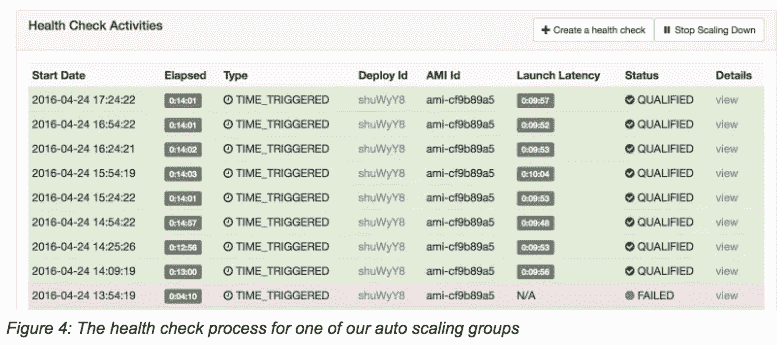 Health Check Activities
Create a health check Stop Scaling Down
Start Date Elapsed Type Deploy Id AMI Id Launch Latency Status Details
2016-04-24 17:24:22 0:14:01 TIME_TRIGGERED shuWyY8 ami-cf9b89a5 0:09:57 QUALIFIED view
2016-04-24 16:54:22 0:14:01 TIME_TRIGGERED shuWyY8 ami-cf9b89a5 0:09:52 QUALIFIED view
2016-04-24 16:24:21 0:14:02 TIME_TRIGGERED shuWyY8 ami-cf9b89a5 0:09:53 QUALIFIED view
2016-04-24 15:54:19 0:14:03 TIME_TRIGGERED shuWyY8 ami-cf9b89a5 0:10:04 QUALIFIED view
2016-04-24 15:24:22 0:14:01 TIME_TRIGGERED shuWyY8 ami-cf9b89a5 0:09:53 QUALIFIED view
2016-04-24 14:54:22 0:14:57 TIME_TRIGGERED shuWyY8 ami-cf9b89a5 0:09:48 QUALIFIED view
2016-04-24 14:25:26 0:12:56 TIME_TRIGGERED shuWyY8 ami-cf9b89a5 0:09:53 QUALIFIED view
2016-04-24 14:09:19 0:13:00 TIME_TRIGGERED shuWyY8 ami-cf9b89a5 0:09:56 QUALIFIED view
2016-04-24 13:54:19 0:04:10 TIME_TRIGGERED shuWyY8 ami-cf9b89a5 N/A FAILED view
Figure 4: The health check process for one of our auto scaling groups